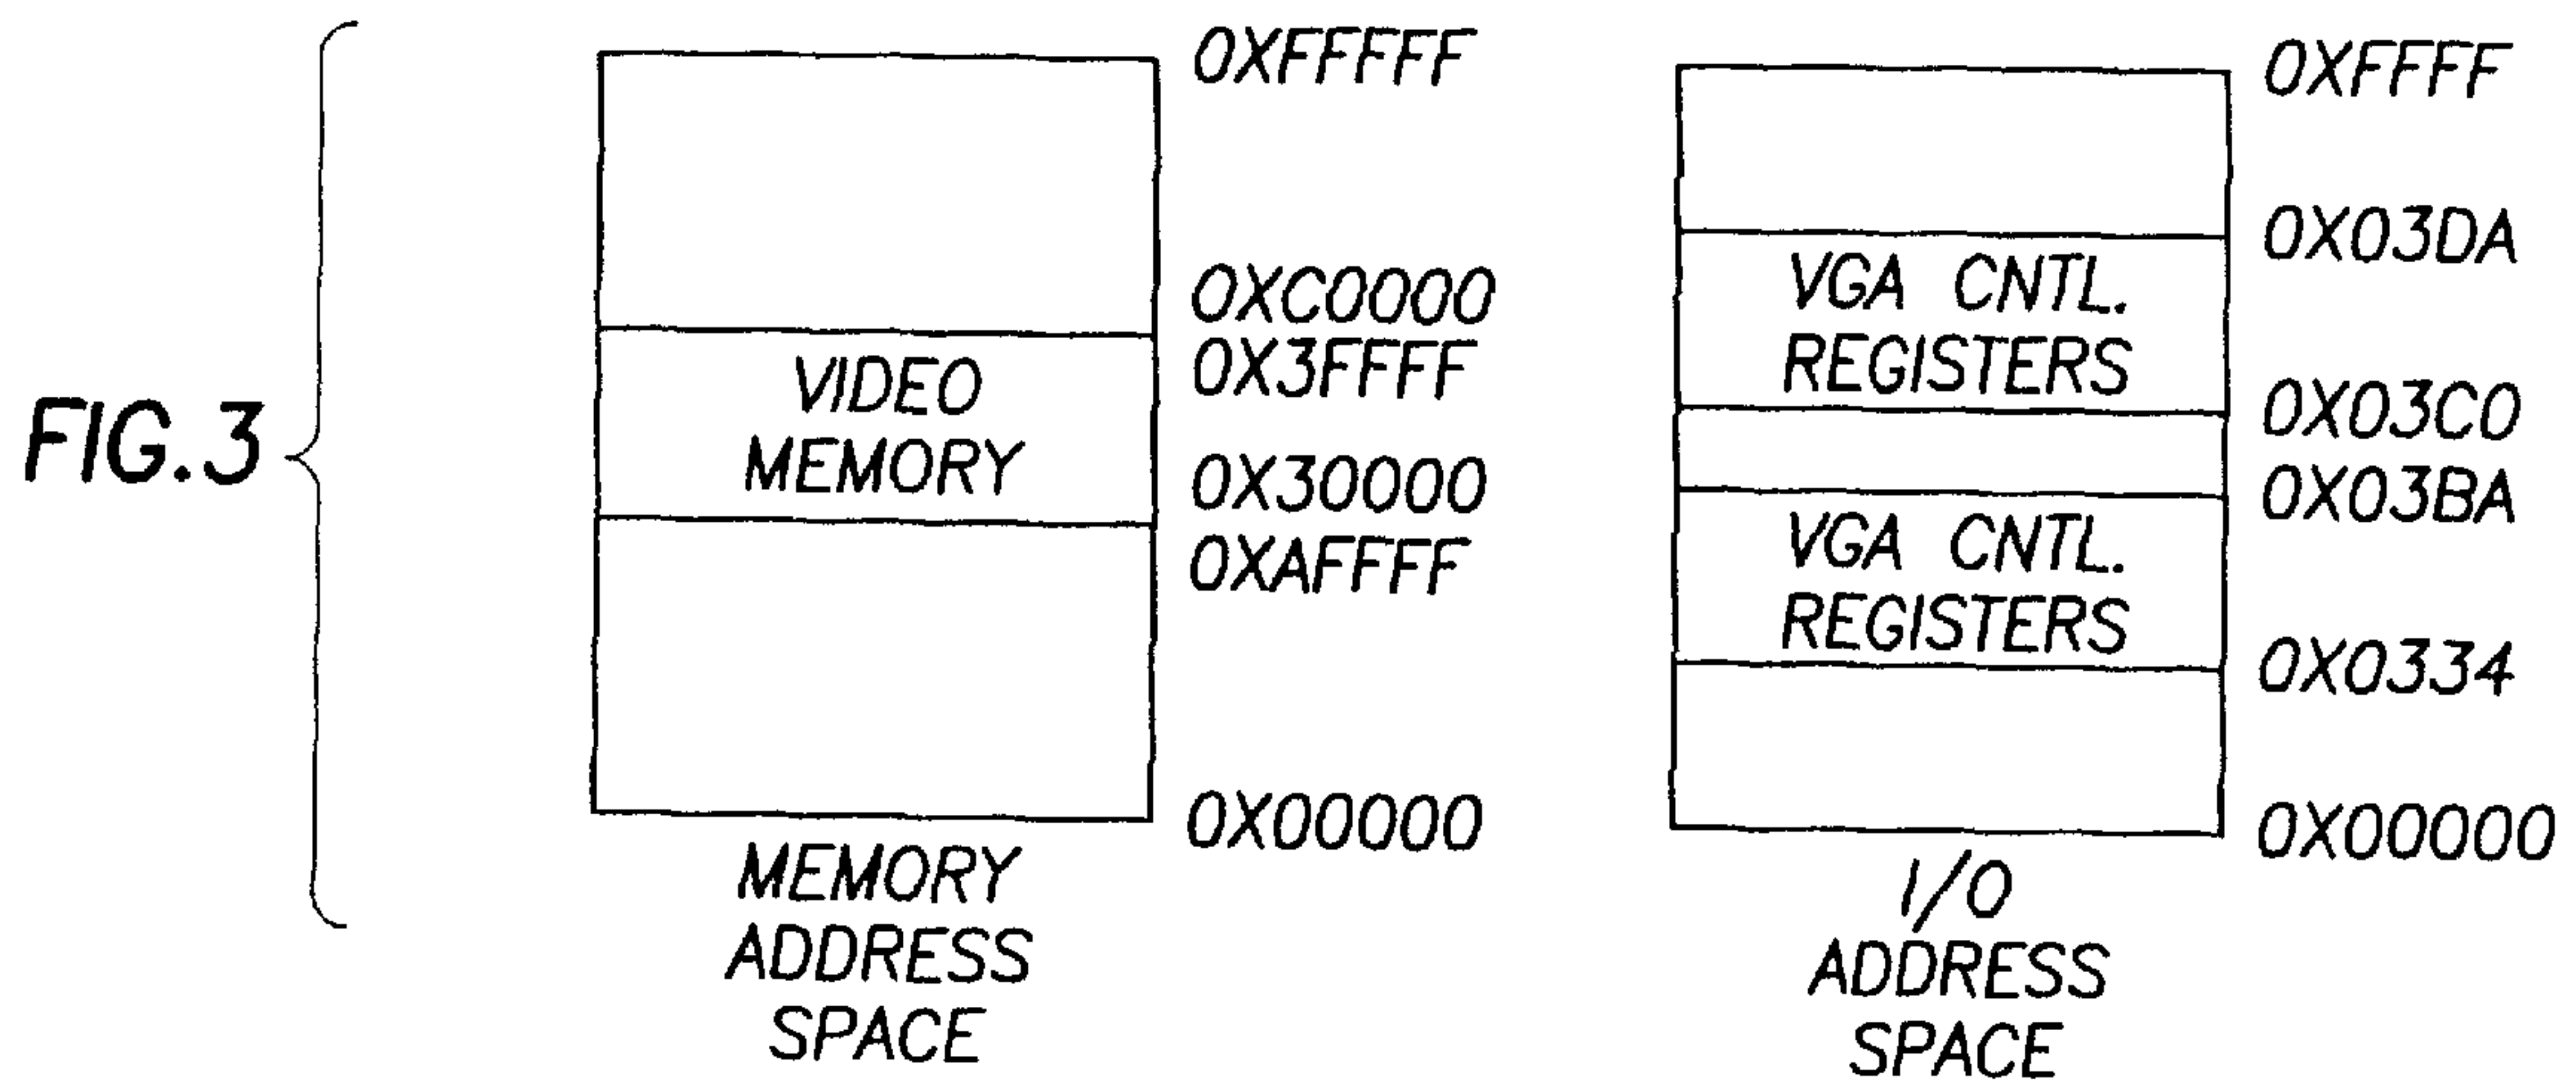 FIG.3
0XFFFFF
0XC0000
0X3FFFF
0X30000
0XAFFFF
0X00000
VIDEO
MEMORY
MEMORY
ADDRESS
SPACE
0XFFFF
0X03DA
0X03C0
0X03BA
0X0334
0X00000
VGA CNTL.
REGISTERS
VGA CNTL.
REGISTERS
I/O
ADDRESS
SPACE